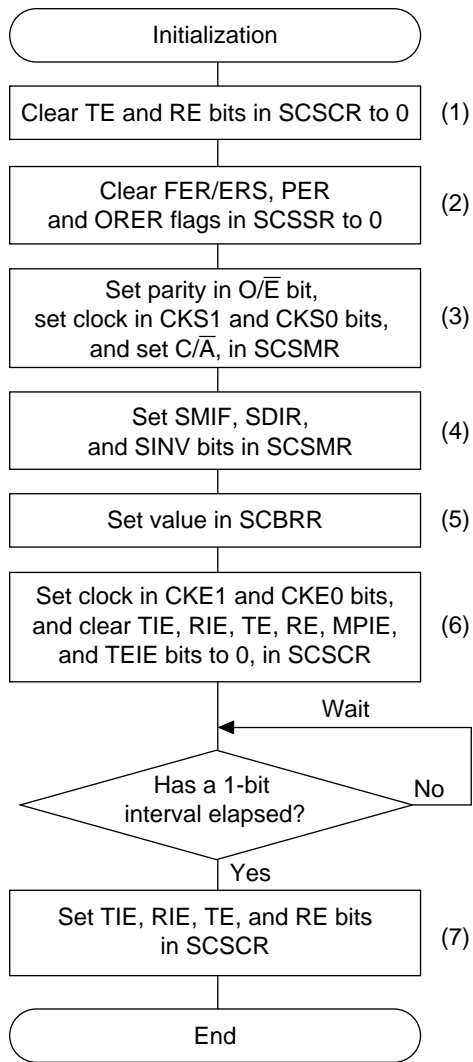 Initialization
Clear TE and RE bits in SCSCR to 0
(1)
Clear FER/ERS, PER
and ORER flags in SCSSR to 0
(2)
Set parity in O/E̅ bit,
set clock in CKS1 and CKS0 bits,
and set C/A̅, in SCSMR
(3)
Set SMIF, SDIR,
and SINV bits in SCSMR
(4)
Set value in SCBRR
(5)
Set clock in CKE1 and CKE0 bits,
and clear TIE, RIE, TE, RE, MPIE,
and TEIE bits to 0, in SCSCR
(6)
Wait
Has a 1-bit
interval elapsed?
No
Yes
Set TIE, RIE, TE, and RE bits
in SCSCR
(7)
End